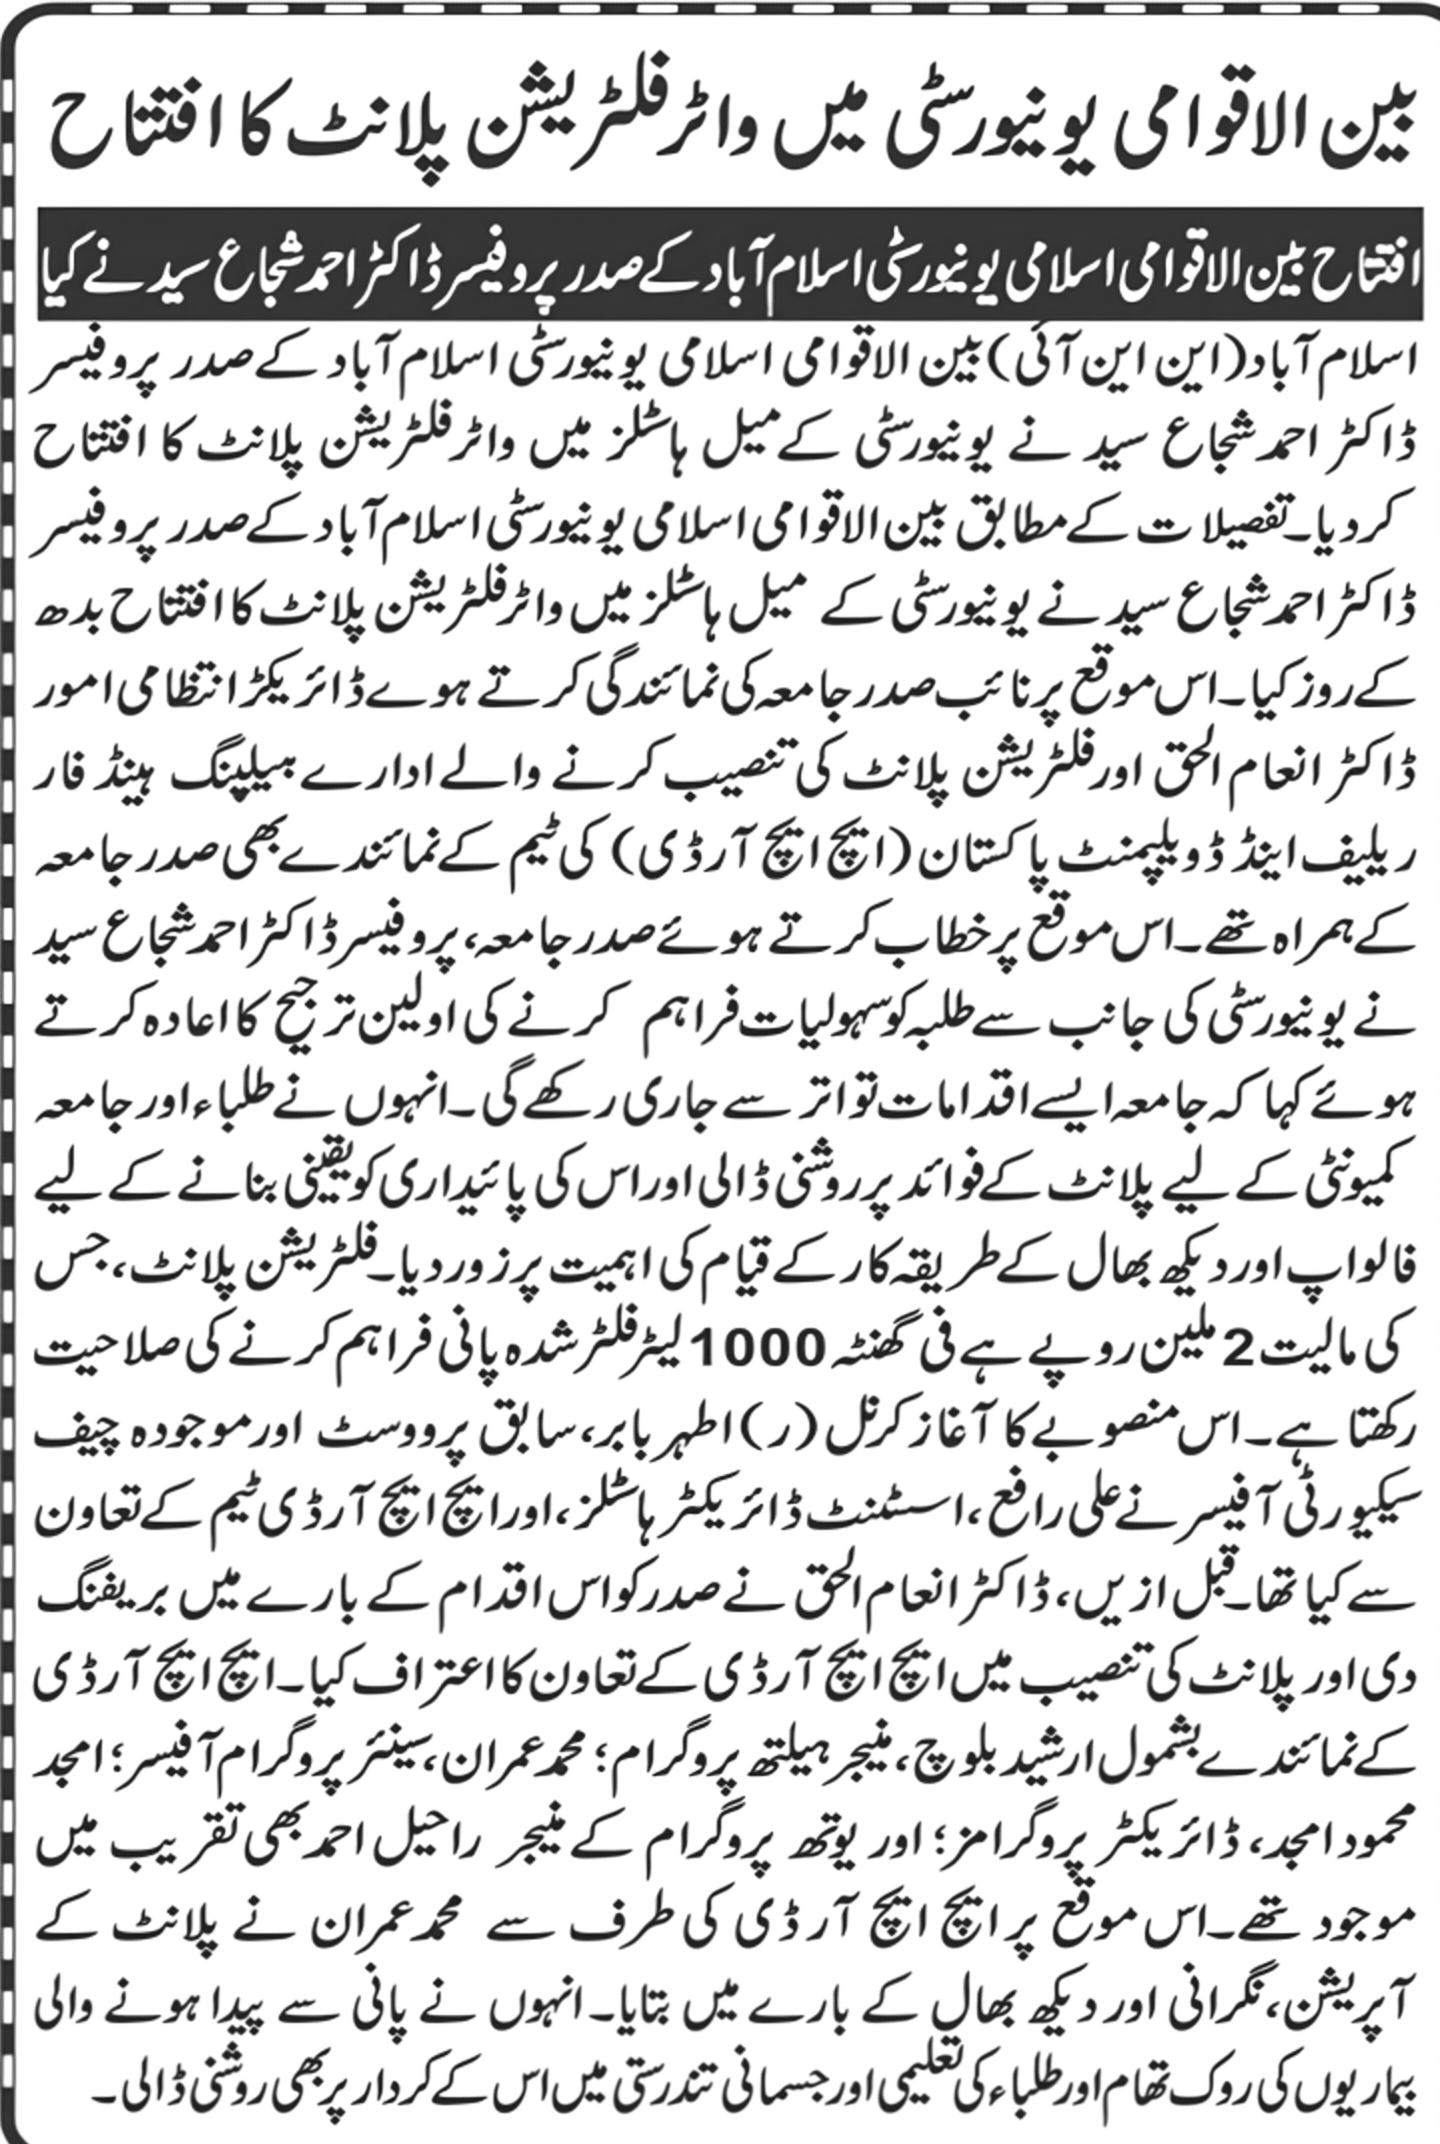 بین الاقوامی یونیورسٹی میں واٹر فلٹریشن پلانٹ کا افتتاح
افتتاح بین الاقوامی اسلامی یونیورسٹی اسلام آباد کے صدر پروفیسر ڈاکٹر احمد شجاع سید نے کیا
اسلام آباد (این این آئی) بین الاقوامی اسلامی یونیورسٹی اسلام آباد کے صدر پروفیسر
ڈاکٹر احمد شجاع سید نے یونیورسٹی کے میل ہاسٹلز میں واٹر فلٹریشن پلانٹ کا افتتاح
کر دیا۔ تفصیلات کے مطابق بین الاقوامی اسلامی یونیورسٹی اسلام آباد کے صدر پروفیسر
ڈاکٹر احمد شجاع سید نے یونیورسٹی کے میل ہاسٹلز میں واٹر فلٹریشن پلانٹ کا افتتاح بدھ
کے روز کیا۔ اس موقع پر نائب صدر جامعہ کی نمائندگی کرتے ہوے ڈائریکڑ انتظامی امور
ڈاکٹر انعام الحق اور فلٹریشن پلانٹ کی تنصیب کرنے والے ادارے ہیلپنگ ہینڈ فار
ریلیف اینڈ ڈویلپمنٹ پاکستان (ایچ ایچ آر ڈی) کی ٹیم کے نمائندے بھی صدر جامعہ
کے ہمراہ تھے۔ اس موقع پر خطاب کرتے ہوئے صدر جامعہ، پروفیسر ڈاکٹر احمد شجاع سید
نے یونیورسٹی کی جانب سے طلبہ کو سہولیات فراہم کرنے کی اولین ترجیح کا اعادہ کرتے
ہوئے کہا کہ جامعہ ایسے اقدامات تواتر سے جاری رکھے گی۔ انہوں نے طلباء اور جامعہ
کمیونٹی کے لیے پلانٹ کے فوائد پر روشنی ڈالی اور اس کی پائیداری کو یقینی بنانے کے لیے
فالو اپ اور دیکھ بھال کے طریقہ کار کے قیام کی اہمیت پر زور دیا۔ فلٹریشن پلانٹ، جس
کی مالیت 2 ملین روپے ہے فی گھنٹہ 1000 لیٹر فلٹر شدہ پانی فراہم کرنے کی صلاحیت
رکھتا ہے۔ اس منصوبے کا آغاز کرنل (ر) اطہر بابر، سابق پرووسٹ اور موجودہ چیف
سیکیورٹی آفیسر نے علی رافع، اسسٹنٹ ڈائریکٹر ہاسٹلز، اور ایچ ایچ آر ڈی ٹیم کے تعاون
سے کیا تھا۔ قبل ازیں، ڈاکٹر انعام الحق نے صدر کو اس اقدام کے بارے میں بریفنگ
دی اور پلانٹ کی تنصیب میں ایچ ایچ آر ڈی کے تعاون کا اعتراف کیا۔ ایچ ایچ آر ڈی
کے نمائندے بشمول ارشید بلوچ، منیجر ہیلتھ پروگرام؛ محمد عمران، سینئر پروگرام آفیسر؛ امجد
محمود امجد، ڈائریکٹر پروگرامز؛ اور یوتھ پروگرام کے منیجر راحیل احمد بھی تقریب میں
موجود تھے۔ اس موقع پر ایچ ایچ آر ڈی کی طرف سے محمد عمران نے پلانٹ کے
آپریشن، نگرانی اور دیکھ بھال کے بارے میں بتایا۔ انہوں نے پانی سے پیدا ہونے والی
بیماریوں کی روک تھام اور طلباء کی تعلیمی اور جسمانی تندرستی میں اس کے کردار پر بھی روشنی ڈالی۔